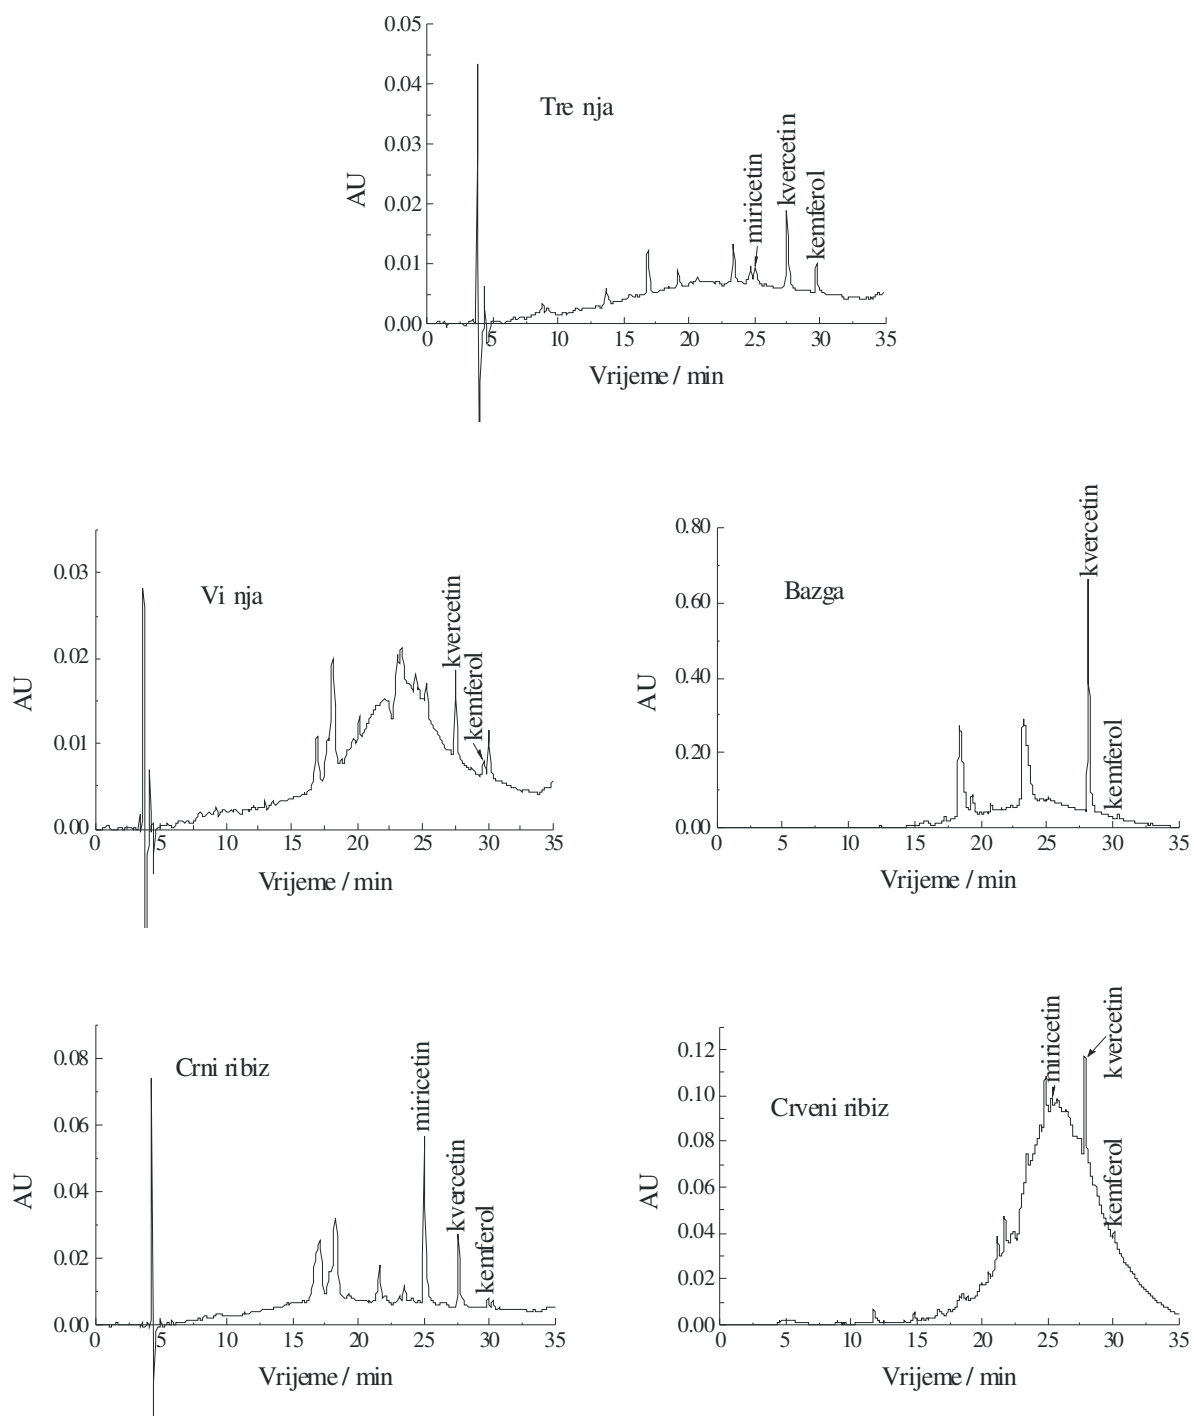 0.05
0.04
Tre nja
0.03
0.02
0.01
0.00
AU
miricetin
kvercetin
kemferol
0 5 10 15 20 25 30 35
Vrijeme / min
0.03
0.02
0.01
0.00
AU
Vi nja
kvercetin
kemferol
0 5 10 15 20 25 30 35
Vrijeme / min
0.80
0.60
0.40
0.20
0.00
AU
Bazga
kvercetin
kemferol
0 5 10 15 20 25 30 35
Vrijeme / min
0.08
0.06
0.04
0.02
0.00
AU
Crni ribiz
miricetin
kvercetin
kemferol
0 5 10 15 20 25 30 35
Vrijeme / min
0.12
0.10
0.08
0.06
0.04
0.02
0.00
AU
Crveni ribiz
miricetin
kvercetin
kemferol
0 5 10 15 20 25 30 35
Vrijeme / min